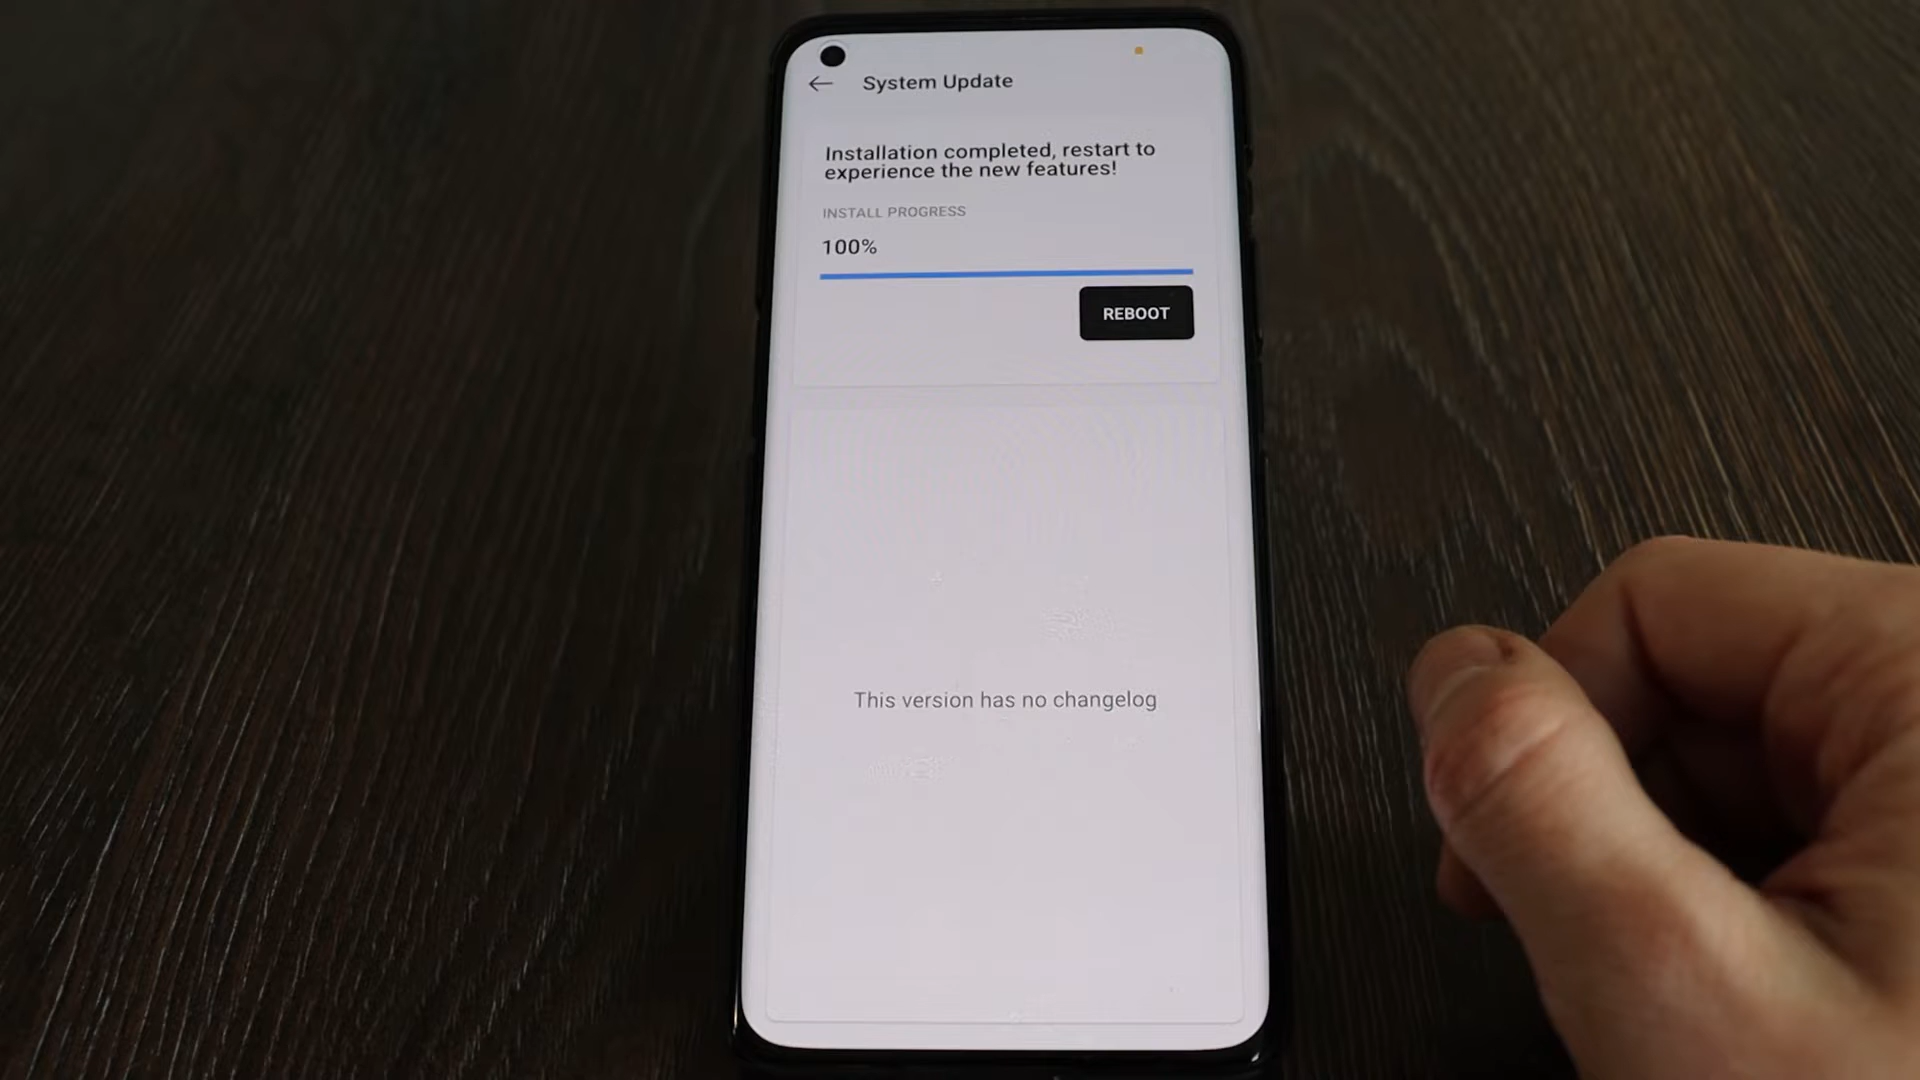 System Update
Installation completed, restart to
experience the new features!
INSTALL PROGRESS
100%
REBOOT
This version has no changelog